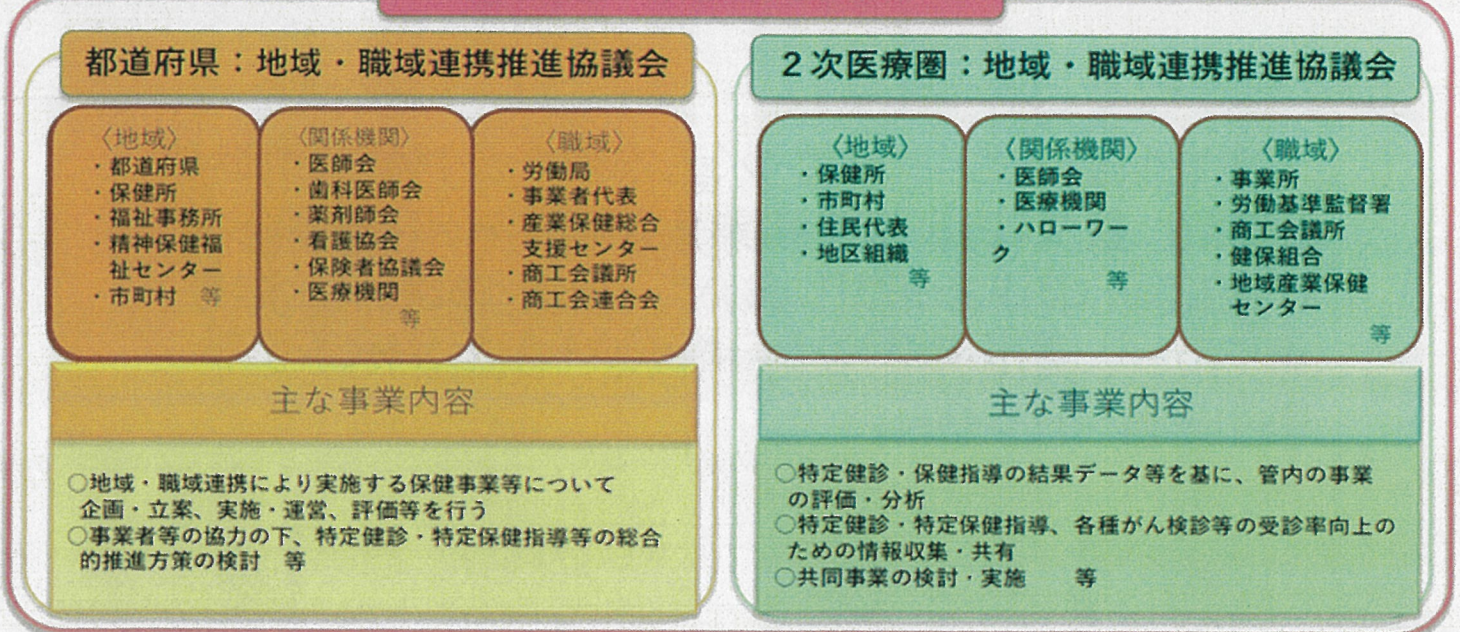 都道府県：地域・職域連携推進協議会
〈地域〉
・都道府県
・保健所
・福祉事務所
・精神保健福
祉センター
・市町村　等
〈関係機関〉
・医師会
・歯科医師会
・薬剤師会
・看護協会
・保険者協議会
・医療機関
等
〈職域〉
・労働局
・事業者代表
・産業保健総合
支援センター
・商工会議所
・商工会連合会
主な事業内容
○地域・職域連携により実施する保健事業等について
企画・立案、実施・運営、評価等を行う
○事業者等の協力の下、特定健診・特定保健指導等の総合
的推進方策の検討　等
２次医療圏：地域・職域連携推進協議会
〈地域〉
・保健所
・市町村
・住民代表
・地区組織
等
〈関係機関〉
・医師会
・医療機関
・ハローワー
ク
等
〈職域〉
・事業所
・労働基準監督署
・商工会議所
・健保組合
・地域産業保健
センター
等
主な事業内容
○特定健診・保健指導の結果データ等を基に、管内の事業
の評価・分析
○特定健診・特定保健指導、各種がん検診等の受診率向上の
ための情報収集・共有
○共同事業の検討・実施　　等